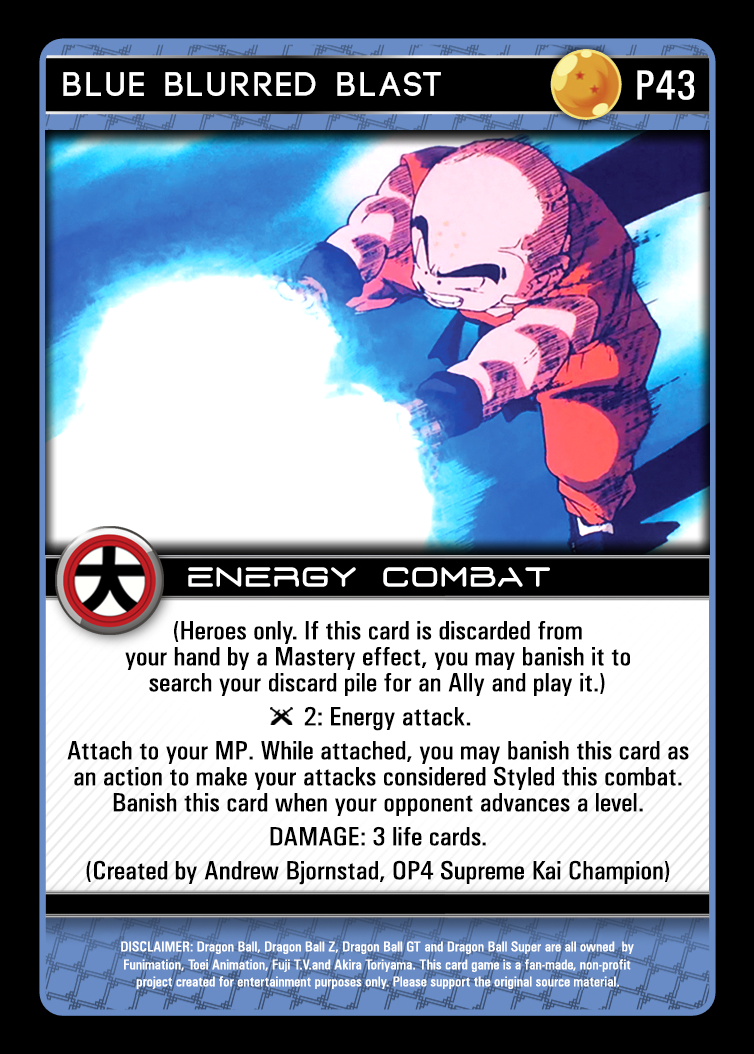 BLUE BLURRED BLAST
P43
大
ENERGY COMBAT
(Heroes only. If this card is discarded from
your hand by a Mastery effect, you may banish it to
search your discard pile for an Ally and play it.)
2: Energy attack.
Attach to your MP. While attached, you may banish this card as
an action to make your attacks considered Styled this combat.
Banish this card when your opponent advances a level.
DAMAGE: 3 life cards.
(Created by Andrew Bjornstad, OP4 Supreme Kai Champion)
DISCLAIMER: Dragon Ball, Dragon Ball Z, Dragon Ball GT and Dragon Ball Super are all owned by
Funimation, Toei Animation, Fuji T.V.and Akira Toriyama. This card game is a fan-made, non-profit
project created for entertainment purposes only. Please support the original source material.